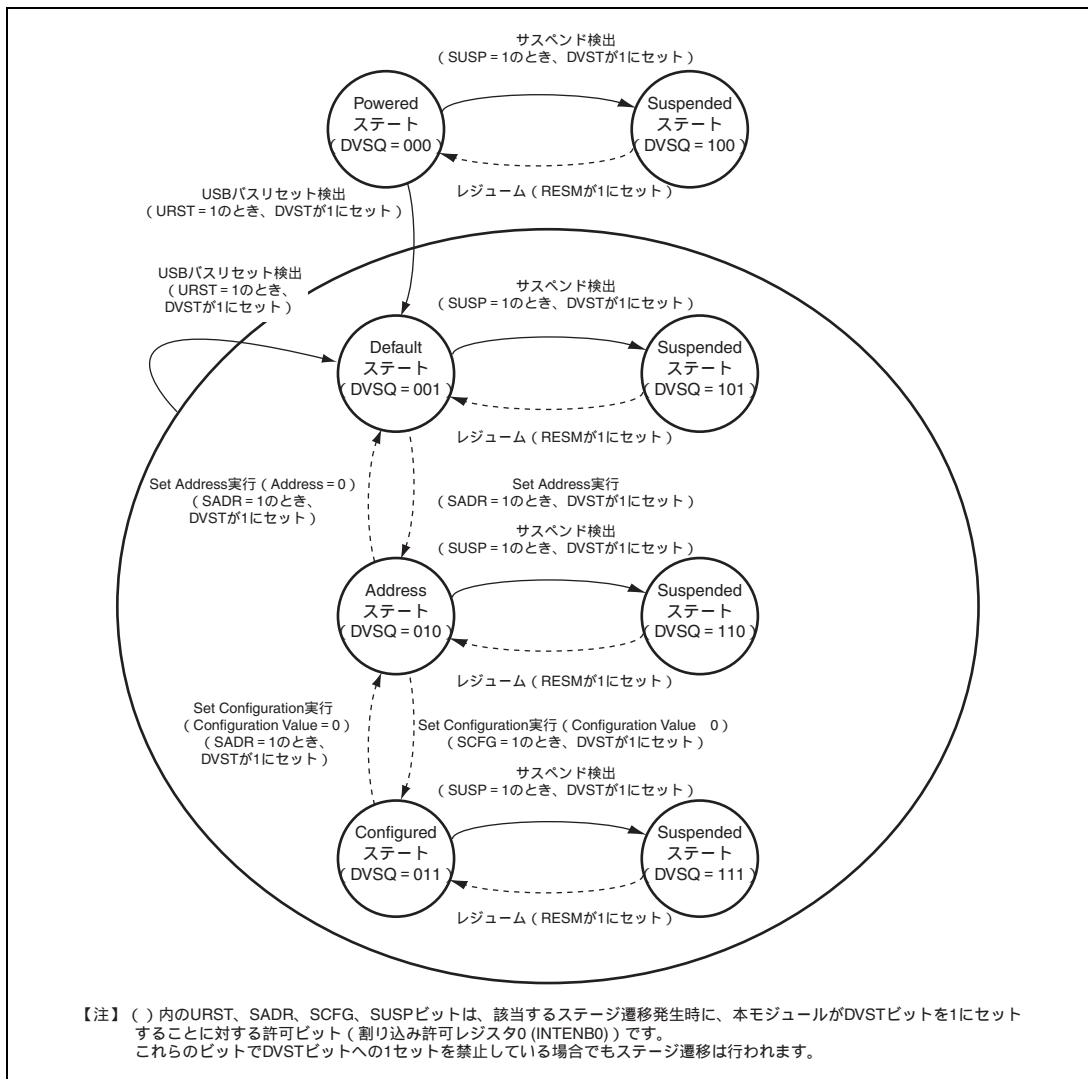 サスペンド検出
( SUSP = 1のとき、DVSTが1にセット )
Powered
ステート
( DVSQ = 000 )
Suspended
ステート
( DVSQ = 100 )
レジューム ( RESMが1にセット )
USBバスリセット検出
( URST = 1のとき、DVSTが1にセット )
USBバスリセット検出
( URST = 1のとき、
DVSTが1にセット )
サスペンド検出
( SUSP = 1のとき、DVSTが1にセット )
Default
ステート
( DVSQ = 001 )
Suspended
ステート
( DVSQ = 101 )
レジューム ( RESMが1にセット )
Set Address実行 ( Address = 0 )
( SADR = 1のとき、
DVSTが1にセット )
Set Address実行
( SADR = 1のとき、DVSTが1にセット )
サスペンド検出
( SUSP = 1のとき、DVSTが1にセット )
Address
ステート
( DVSQ = 010 )
Suspended
ステート
( DVSQ = 110 )
レジューム ( RESMが1にセット )
Set Configuration実行
( Configuration Value = 0 )
( SADR = 1のとき、
DVSTが1にセット )
Set Configuration実行 ( Configuration Value 0 )
( SCFG = 1のとき、DVSTが1にセット )
サスペンド検出
( SUSP = 1のとき、DVSTが1にセット )
Configured
ステート
( DVSQ = 011 )
Suspended
ステート
( DVSQ = 111 )
レジューム ( RESMが1にセット )
【注】 ( ) 内のURST、SADR、SCFG、SUSPビットは、該当するステージ遷移発生時に、本モジュールがDVSTビットを1にセット
することに対する許可ビット ( 割り込み許可レジスタ0 (INTENB0) ) です。
これらのビットでDVSTビットへの1セットを禁止している場合でもステージ遷移は行われます。